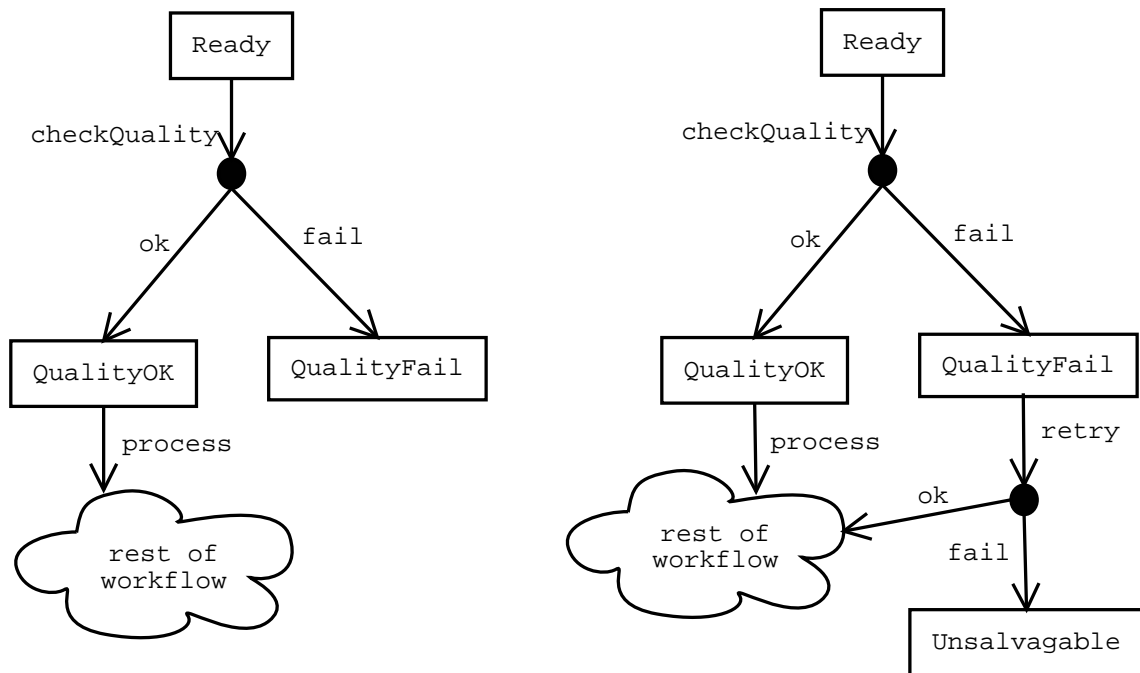 Ready
checkQuality
ok
fail
QualityOK
QualityFail
process
rest of
workflow
Ready
checkQuality
ok
fail
QualityOK
QualityFail
process
retry
ok
rest of
workflow
fail
Unsalvagable